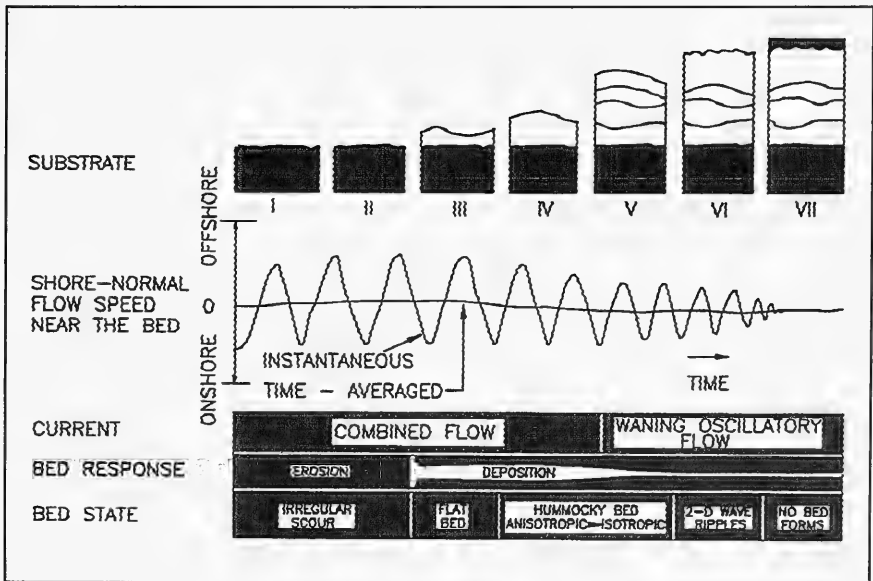 SUBSTRATE
I II III IV V VI VII
OFFSHORE
O
ONSHORE
SHORE-NORMAL
FLOW SPEED
NEAR THE BED
INSTANTANEOUS
TIME - AVERAGED
TIME
CURRENT
COMBINED FLOW
WANING OSCILLATORY
FLOW
BED RESPONSE
EROSION
DEPOSITION
BED STATE
IRREGULAR
SCOUR
FLAT
BED
HUMMOCKY BED
ANISOTROPIC—ISOTROPIC
2-D WAVE
RIPPLES
NO BED
FORMS